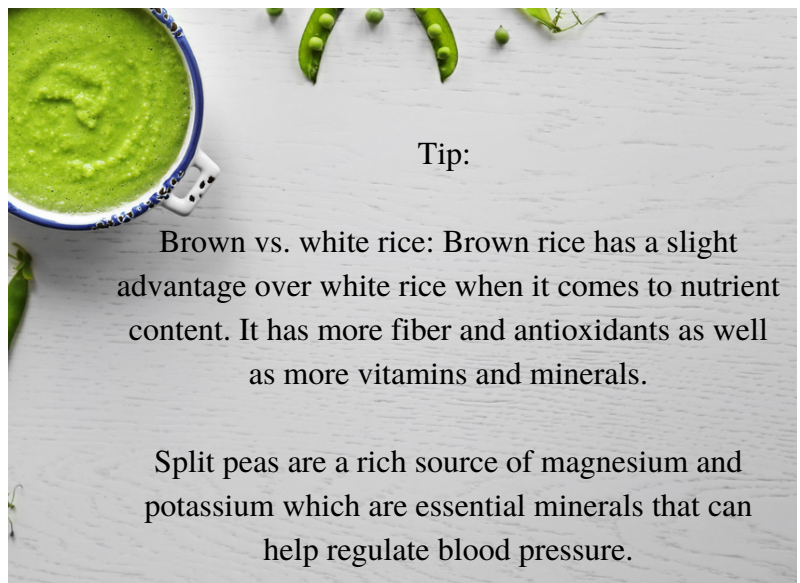 Tip:
Brown vs. white rice: Brown rice has a slight
advantage over white rice when it comes to nutrient
content. It has more fiber and antioxidants as well
as more vitamins and minerals.
Split peas are a rich source of magnesium and
potassium which are essential minerals that can
help regulate blood pressure.